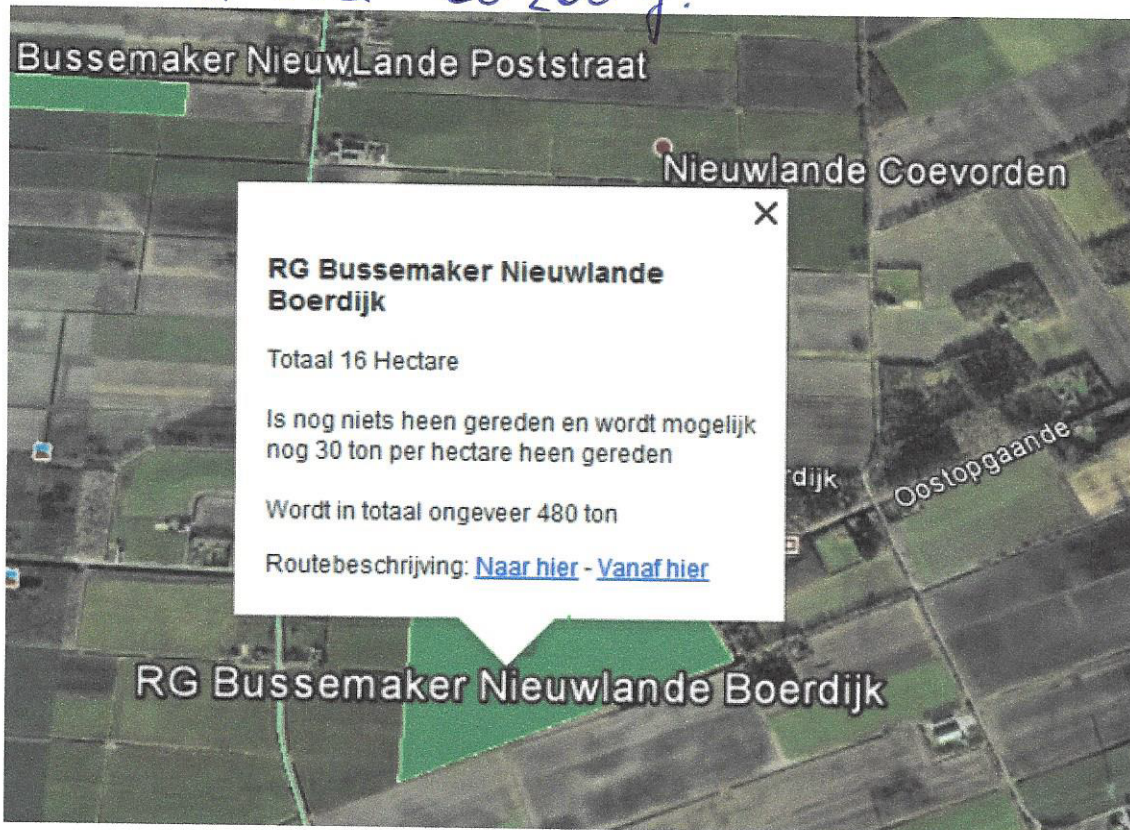 Bussemaker NieuwLande Poststraat
Nieuwlande Coevorden
RG Bussemaker Nieuwlande
Boerdijk
Totaal 16 Hectare
Is nog niets heen gereden en wordt mogelijk
nog 30 ton per hectare heen gereden
Wordt in totaal ongeveer 480 ton
Routebeschrijving: Naar hier - Vanaf hier
dijk
Oostopgaande
RG Bussemaker Nieuwlande Boerdijk